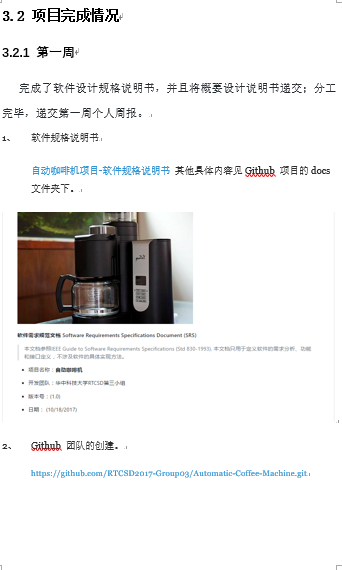 3. 2 项目完成情况
3.2.1 第一周
完成了软件设计规格说明书，并且将概要设计说明书递交；分工
完毕，递交第一周个人周报。
1、 软件规格说明书
自动咖啡机项目-软件规格说明书 其他具体内容见 Github 项目的 docs
文件夹下。
软件需求规范文档 Software Requirements Specifications Document (SRS)
本文档参照IEEE Guide to Software Requirements Specifications (Std 830-1993), 本文档只用于定义软件的需求分析、功能
和接口定义，不涉及软件的具体实现方法。
• 项目名称：自动咖啡机
• 开发团队：华中科技大学RTCSD第三小组
• 版本号：(1.0)
• 日期： (10/18/2017)
2、 Github 团队的创建。
https://github.com/RTCSD2017-Group03/Automatic-Coffee-Machine.git